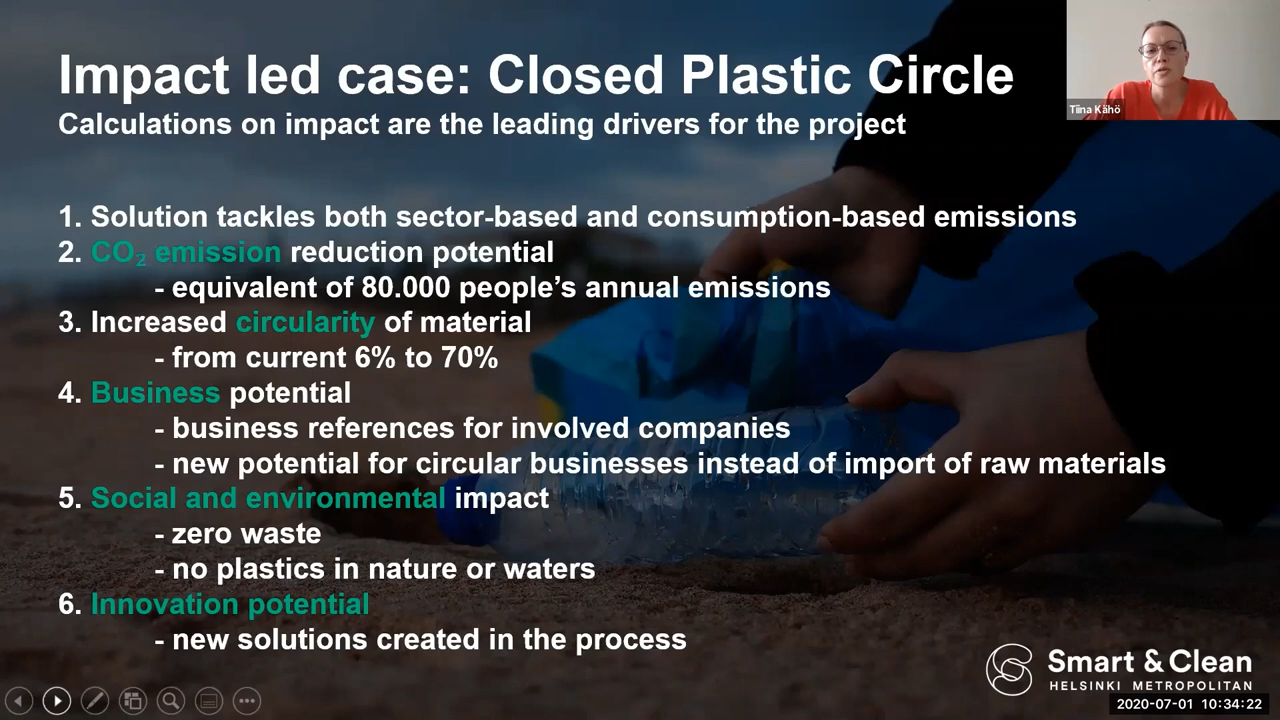 Impact led case: Closed Plastic Circle
Calculations on impact are the leading drivers for the project
Tiina Kähö
1. Solution tackles both sector-based and consumption-based emissions
2. CO₂ emission reduction potential
- equivalent of 80.000 people’s annual emissions
3. Increased circularity of material
- from current 6% to 70%
4. Business potential
- business references for involved companies
- new potential for circular businesses instead of import of raw materials
5. Social and environmental impact
- zero waste
- no plastics in nature or waters
6. Innovation potential
- new solutions created in the process
Smart & Clean
HELSINKI METROPOLITAN
2020-07-01 10:34:22